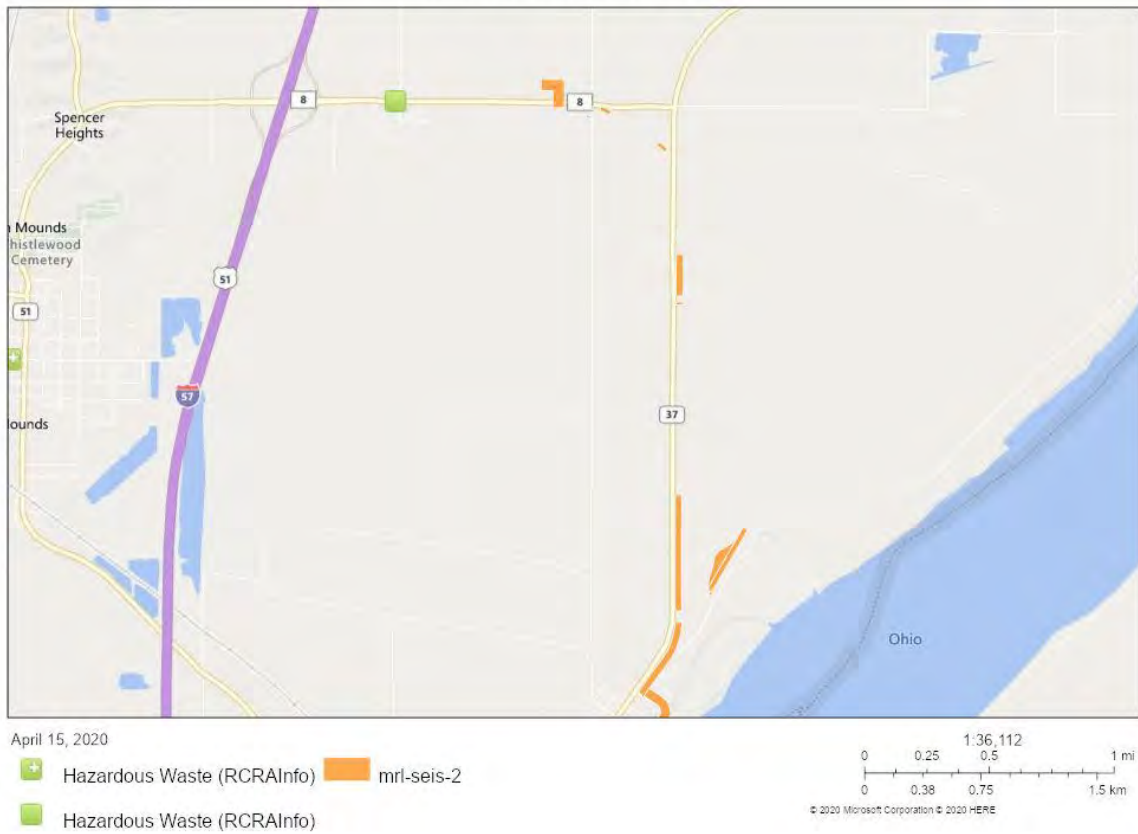 8
8
Spencer
Heights
n Mounds
histlewood
Cemetery
51
51
57
37
ounds
Ohio
April 15, 2020
Hazardous Waste (RCRAInfo)
mrl-seis-2
Hazardous Waste (RCRAInfo)
1:36,112
0 0.25 0.5 1 mi
0 0.38 0.75 1.5 km
© 2020 Microsoft Corporation © 2020 HERE